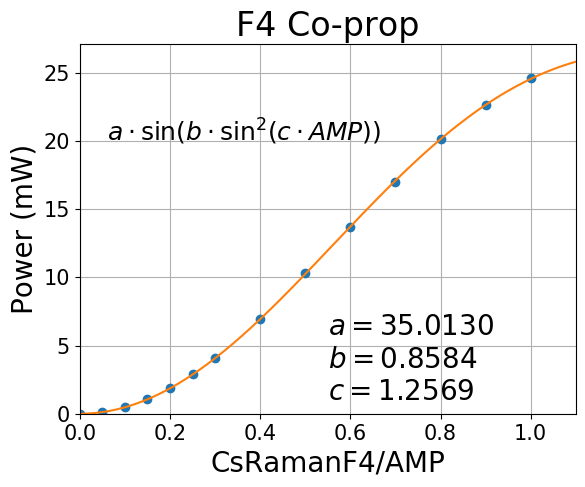 F4 Co-prop
25
20
15
10
5
0
Power (mW)
a · sin(b · sin²(c · AMP))
a = 35.0130
b = 0.8584
c = 1.2569
0.0 0.2 0.4 0.6 0.8 1.0
CsRamanF4/AMP